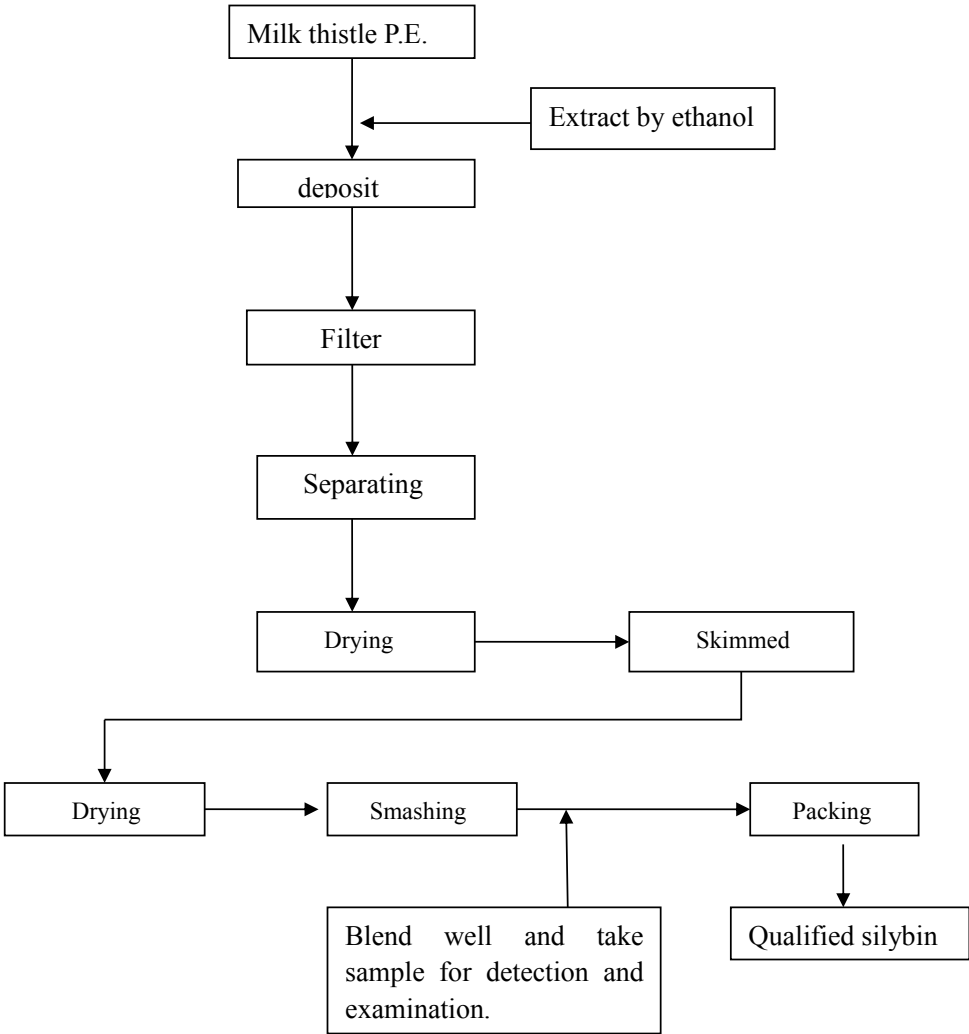 Milk thistle P.E.
Extract by ethanol
deposit
Filter
Separating
Drying
Skimmed
Drying
Smashing
Packing
Blend well and take
sample for detection and
examination.
Qualified silybin